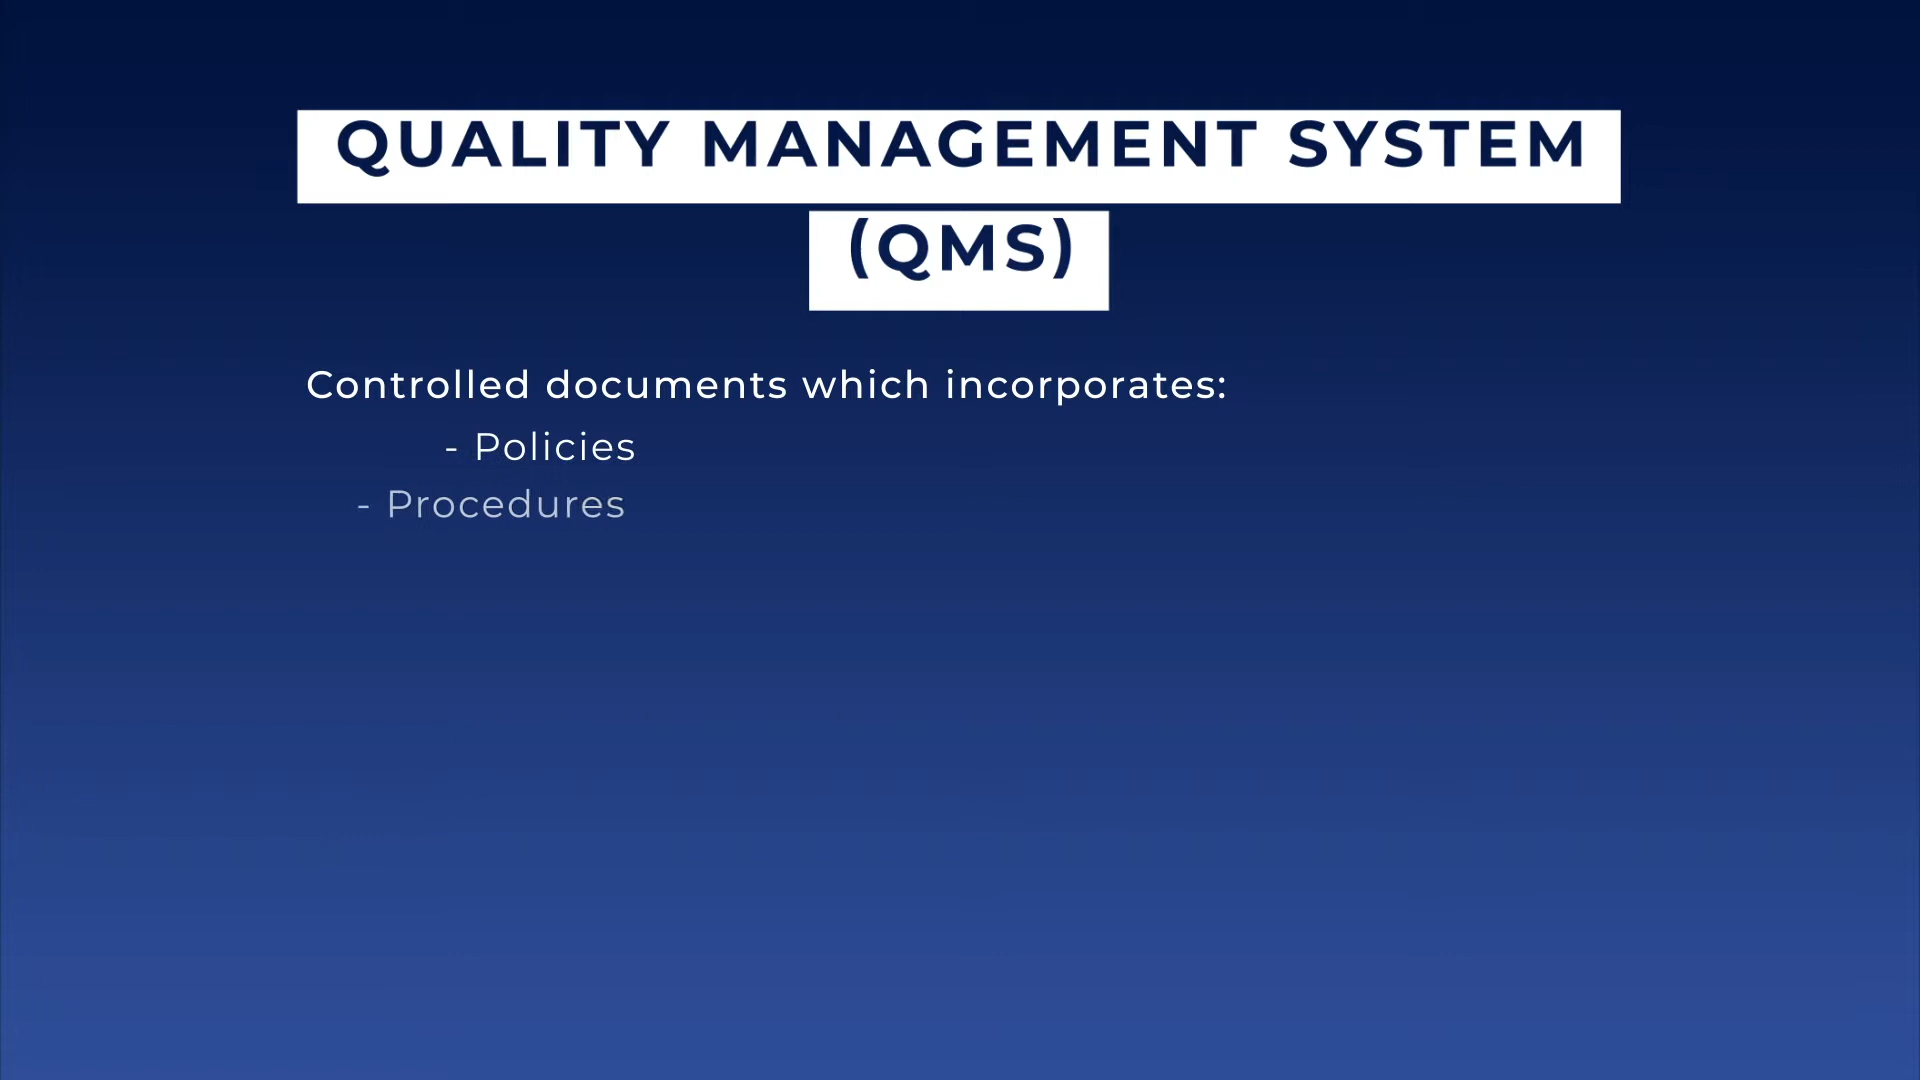 QUALITY MANAGEMENT SYSTEM
(QMS)
Controlled documents which incorporates:
- Policies
- Procedures